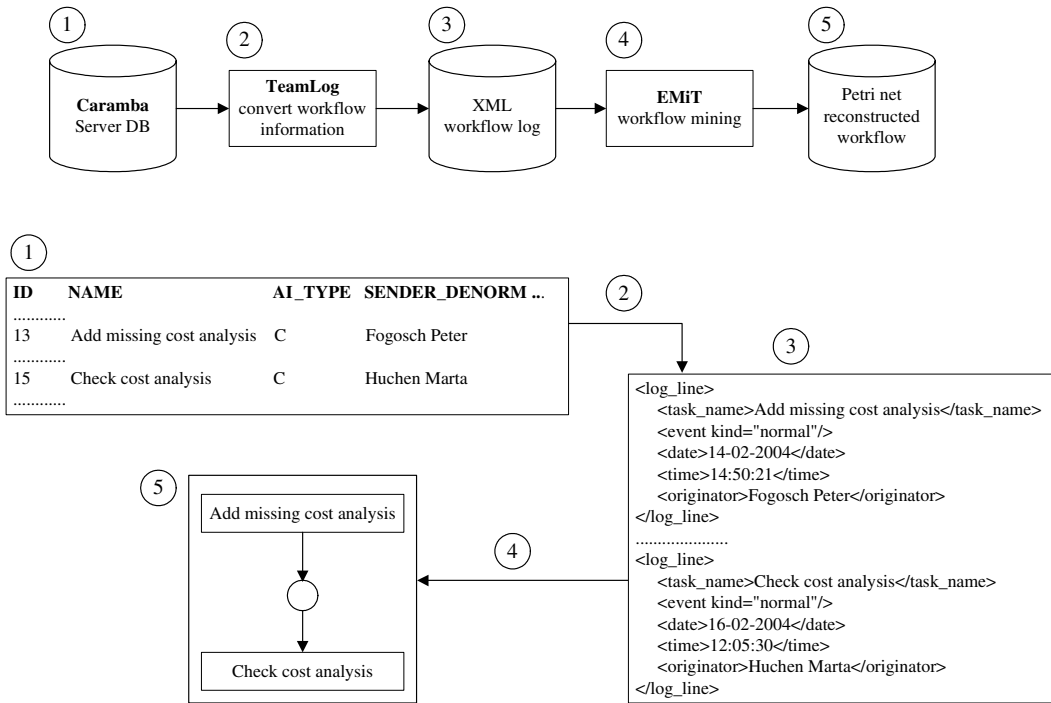 1
2
3
4
5
Caramba
Server DB
TeamLog
convert workflow
information
XML
workflow log
EMiT
workflow mining
Petri net
reconstructed
workflow
1
ID NAME AI_TYPE SENDER_DENORM ...
............
13 Add missing cost analysis C Fogosch Peter
............
15 Check cost analysis C Huchen Marta
............
2
3
<log_line>
<task_name>Add missing cost analysis</task_name>
<event kind="normal"/>
<date>14-02-2004</date>
<time>14:50:21</time>
<originator>Fogosch Peter</originator>
</log_line>
.....................
<log_line>
<task_name>Check cost analysis</task_name>
<event kind="normal"/>
<date>16-02-2004</date>
<time>12:05:30</time>
<originator>Huchen Marta</originator>
</log_line>
4
5
Add missing cost analysis
Check cost analysis